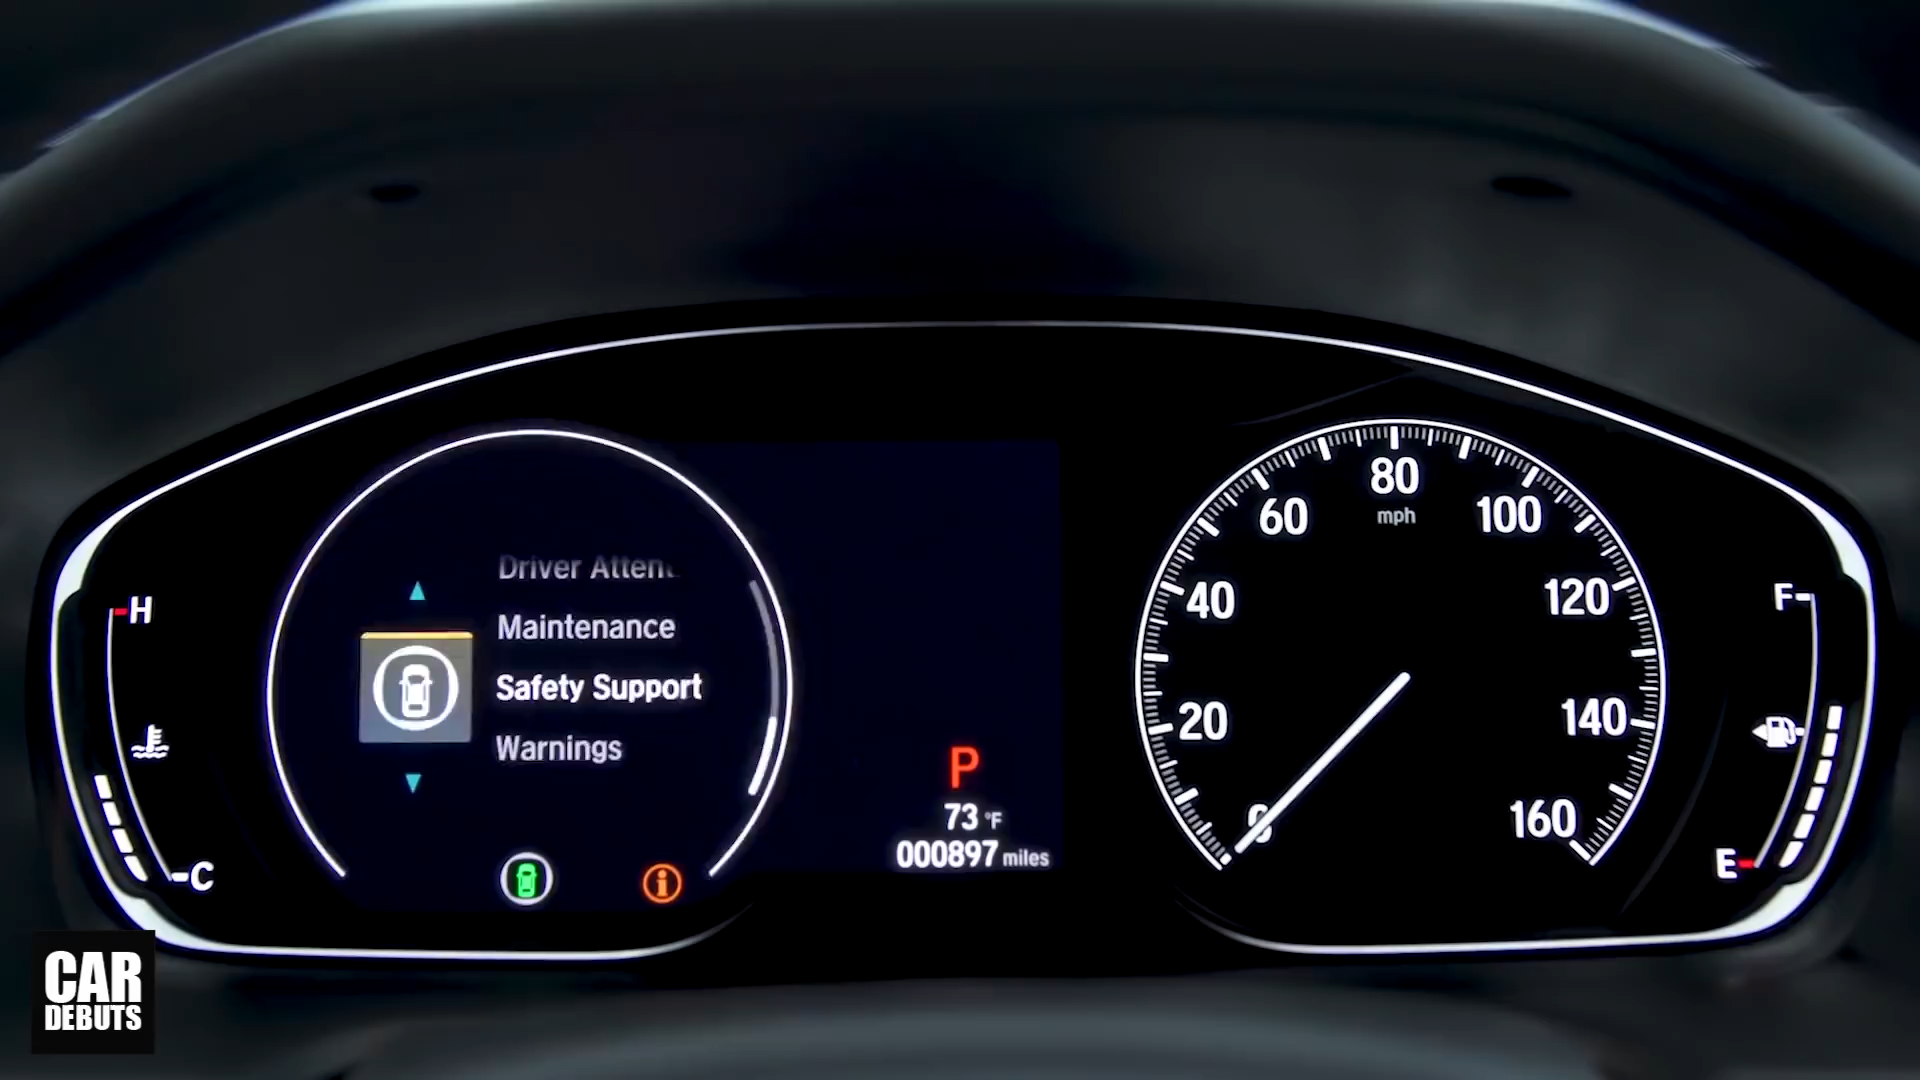 80
mph
60
100
40
120
20
140
0
160
H
C
F
E
Driver Atten
Maintenance
Safety Support
Warnings
P
73 °F
000897 miles
CAR
DEBUTS